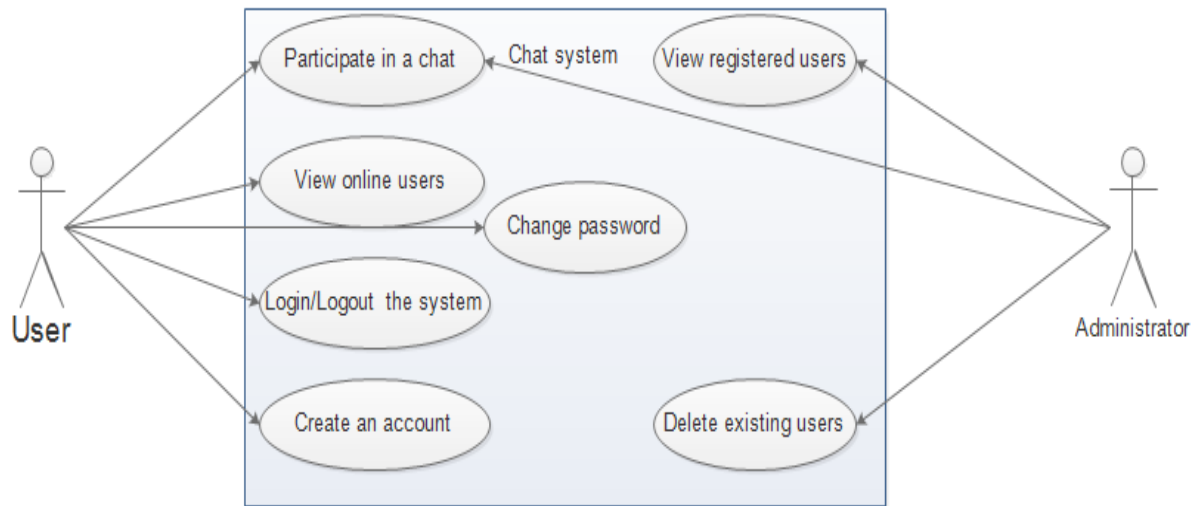 Participate in a chat
Chat system
View registered users
View online users
Change password
Login/Logout the system
User
Administrator
Create an account
Delete existing users